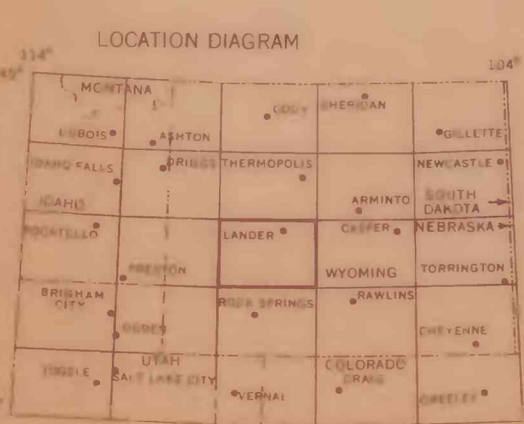 LOCATION DIAGRAM
114° 104°
MONTANA
CODY SHERIDAN
DUBOIS ASHTON GILLETTE
IDAHO FALLS DRIGGS THERMOPOLIS NEWCASTLE
IDAHO ARMINTO SOUTH DAKOTA
POCATELLO LANDER CASPER NEBRASKA
PRESTON WYOMING TORRINGTON
BRIGHAM CITY ROCK SPRINGS RAWLINS
OGDEN CHEYENNE
UTAH COLORADO
TOOELE SALT LAKE CITY CRAIG
VERNAL GREELEY